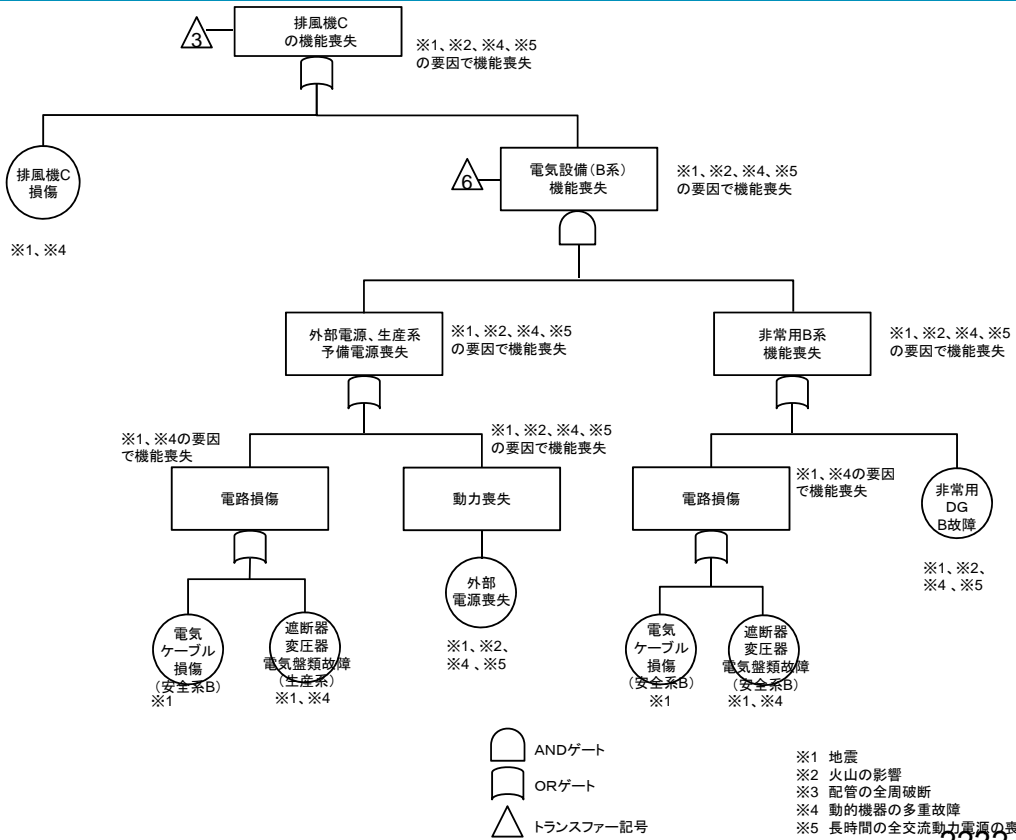 3
排風機C
の機能喪失
※1、※2、※4、※5
の要因で機能喪失
排風機C
損傷
※1、※4
6
電気設備（B系）
機能喪失
※1、※2、※4、※5
の要因で機能喪失
外部電源、生産系
予備電源喪失
※1、※2、※4、※5
の要因で機能喪失
非常用B系
機能喪失
※1、※2、※4、※5
の要因で機能喪失
※1、※4の要因
で機能喪失
電路損傷
※1、※2、※4、※5
の要因で機能喪失
動力喪失
電路損傷
※1、※4の要因
で機能喪失
非常用
DG
B故障
※1、※2、
※4 、※5
電気
ケーブル
損傷
（安全系B）
※1
遮断器
変圧器
電気盤類故障
（生産系）
※1、※4
外部
電源喪失
※1、※2、
※4 、※5
電気
ケーブル
損傷
（安全系B）
※1
遮断器
変圧器
電気盤類故障
（安全系B）
※1、※4
ANDゲート
ORゲート
トランスファー記号
※1 地震
※2 火山の影響
※3 配管の全周破断
※4 動的機器の多重故障
※5 長時間の全交流動力電源の喪